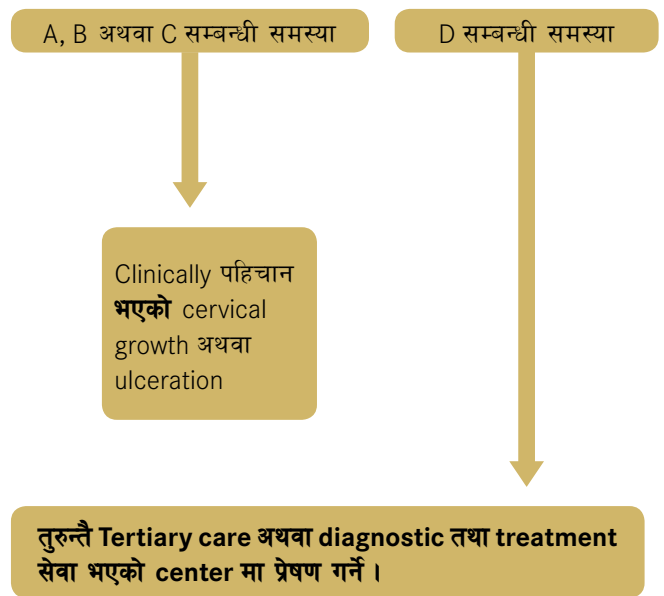 A, B अथवा C सम्बन्धी समस्या
D सम्बन्धी समस्या
Clinically पहिचान
भएको cervical
growth अथवा
ulceration
तुरुन्तै Tertiary care अथवा diagnostic तथा treatment
सेवा भएको center मा प्रेषण गर्ने ।